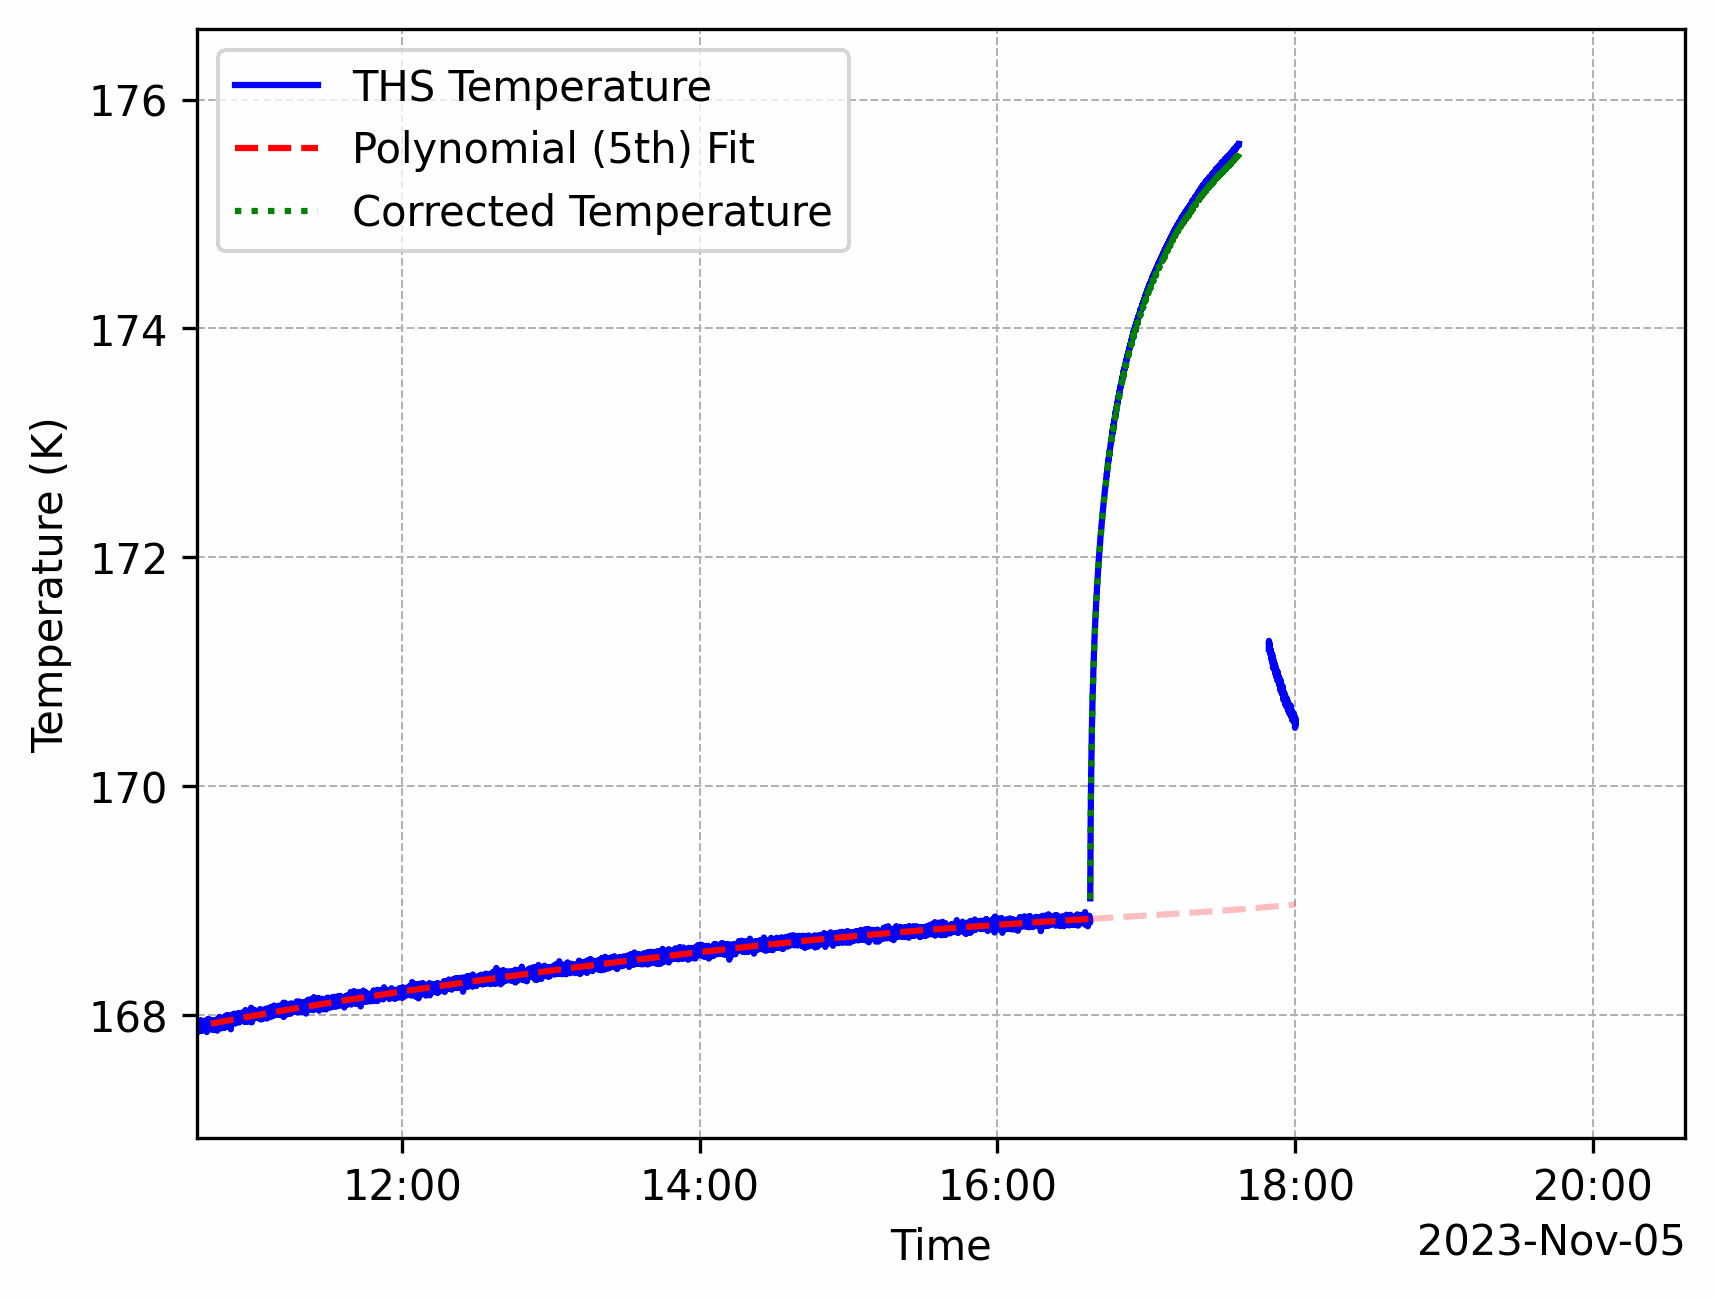 THS Temperature
Polynomial (5th) Fit
Corrected Temperature
176
174
172
170
168
Temperature (K)
12:00 14:00 16:00 18:00 20:00
Time
2023-Nov-05